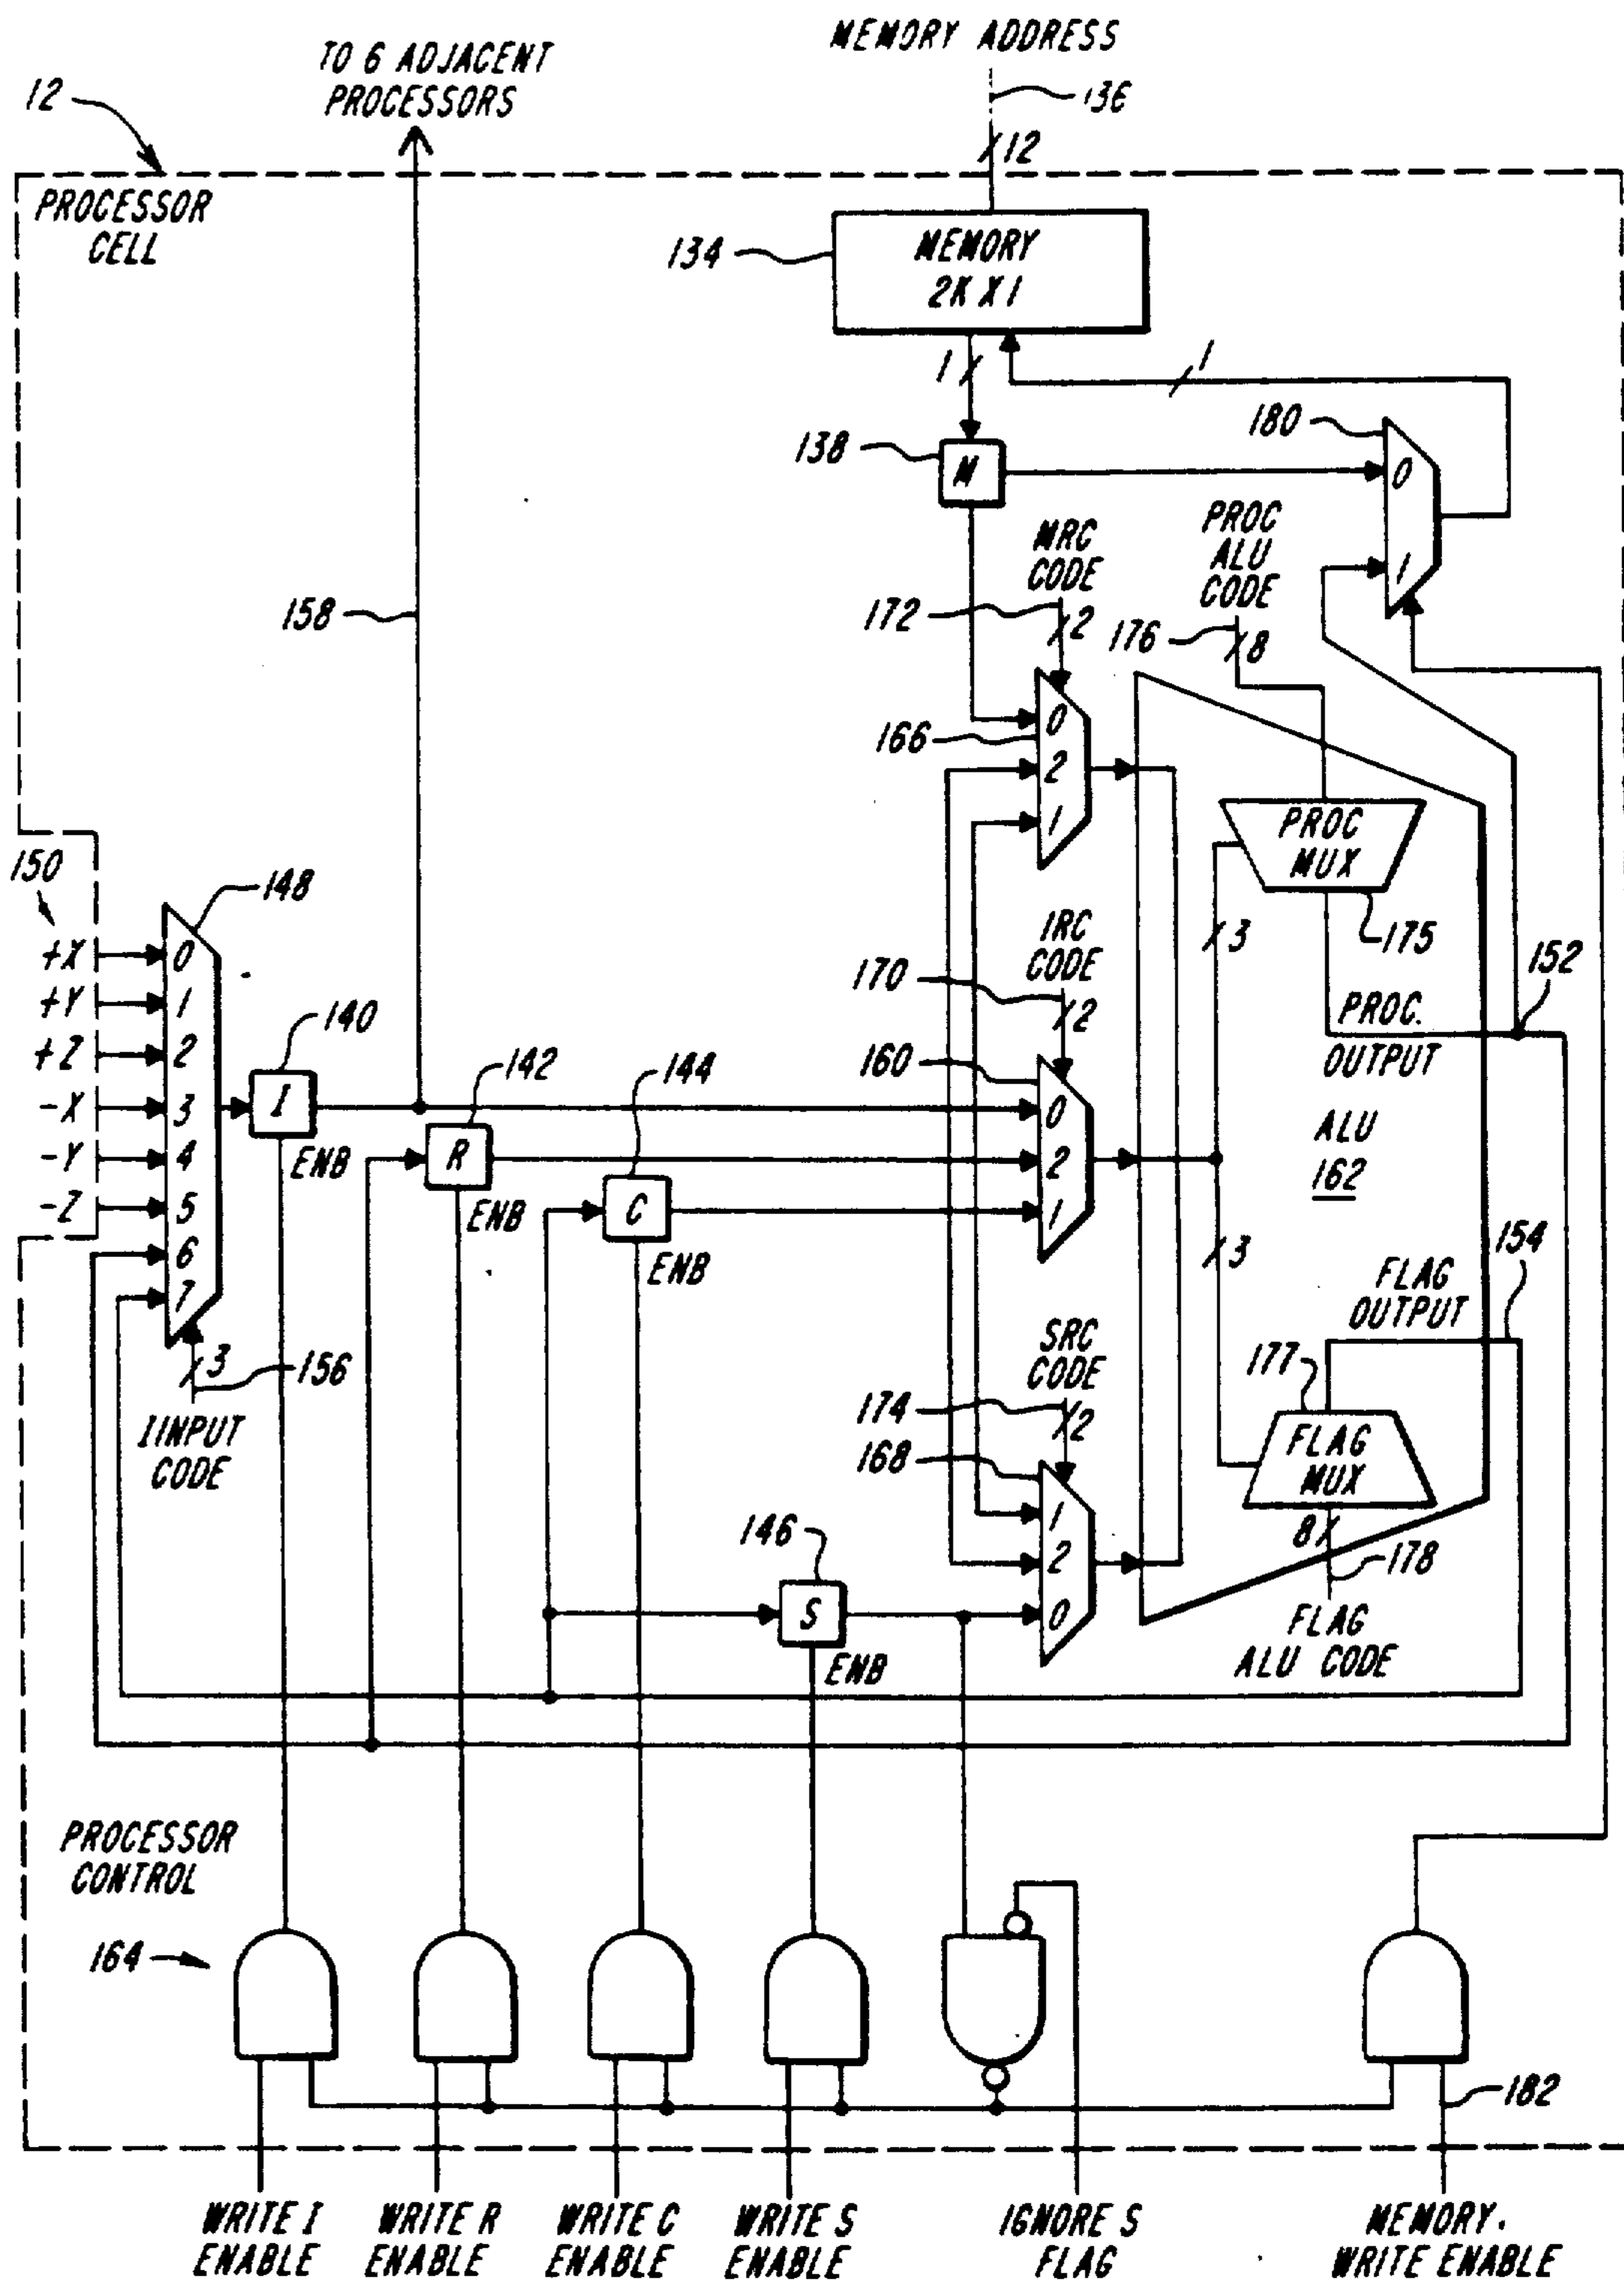 MEMORY ADDRESS
TO 6 ADJACENT
PROCESSORS
12
136
12
PROCESSOR
CELL
134
MEMORY
2K X 1
1
1
138
M
180
0
1
MRC
CODE
172
2
PROC
ALU
CODE
176
8
158
166
0
2
1
PROC
MUX
175
150
148
+X
+Y
+Z
-X
-Y
-Z
0
1
2
3
4
5
6
7
140
I
ENB
142
R
ENB
144
C
ENB
IRC
CODE
170
2
160
0
2
1
3
3
152
PROC.
OUTPUT
ALU
162
154
FLAG
OUTPUT
3
156
IINPUT
CODE
SRC
CODE
174
2
168
1
2
0
177
FLAG
MUX
8
178
FLAG
ALU CODE
146
S
ENB
PROCESSOR
CONTROL
164
182
WRITE I
ENABLE
WRITE R
ENABLE
WRITE C
ENABLE
WRITE S
ENABLE
IGNORE S
FLAG
MEMORY.
WRITE ENABLE